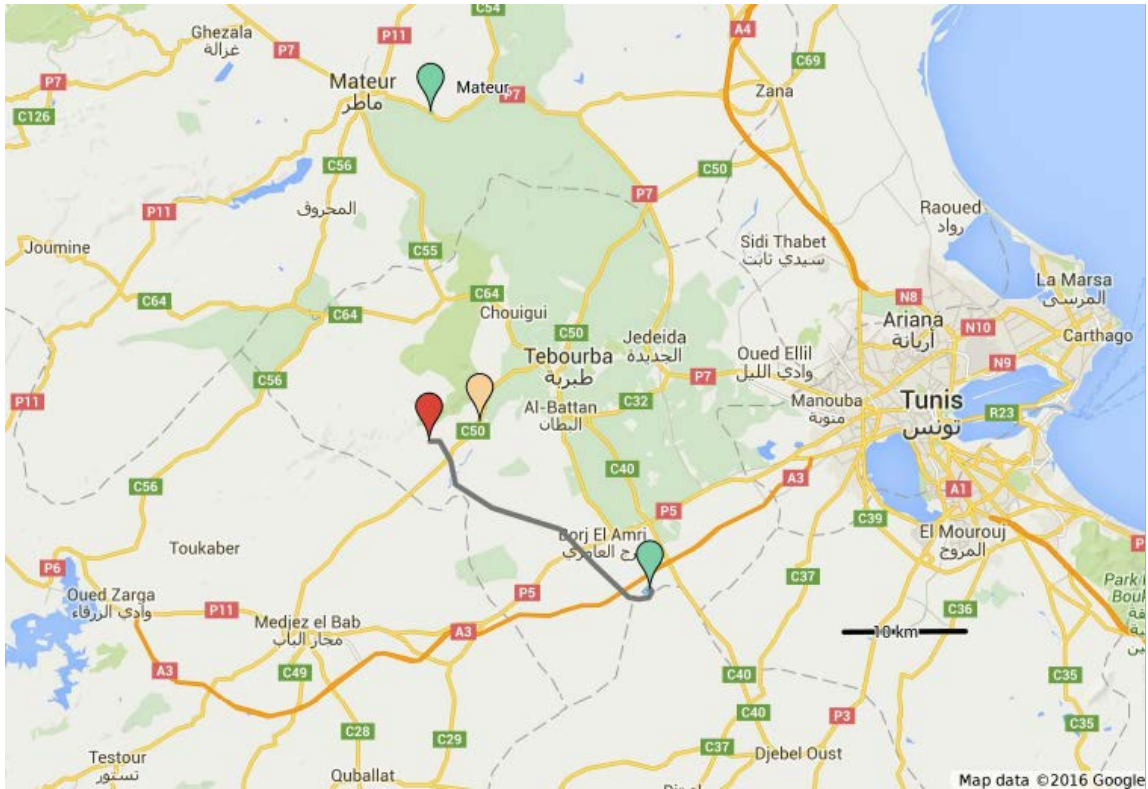 C54
A4
Ghezala
غزالة
P11
P7
C69
Mateur
ماطر
Mateur
P7
P7
Zana
C126
C56
C50
P7
المحروق
Raoued
رواد
P11
Joumine
C55
Sidi Thabet
سيدي ثابت
La Marsa
المرسى
C64
C64
C64
N8
Chouigui
Ariana
أريانة
N10
Carthago
C50
Jedeida
الجديدة
Tebourba
طبربة
Oued Ellil
وادي الليل
N9
P7
C56
P11
Manouba
منوبة
Tunis
تونس
C32
Al-Battan
البطان
R23
C50
C40
A3
A1
C56
P5
C39
El Mourouj
المروج
Toukaber
Borj El Amri
P6
C37
Oued Zarga
وادي الزرقاء
P11
P5
C36
Medjez el Bab
مجاز الباب
A3
10 km
A3
C49
C40
C35
C40
P3
C28
C29
C35
C37
Testour
تستور
Djebel Oust
Quballat
Map data ©2016 Google